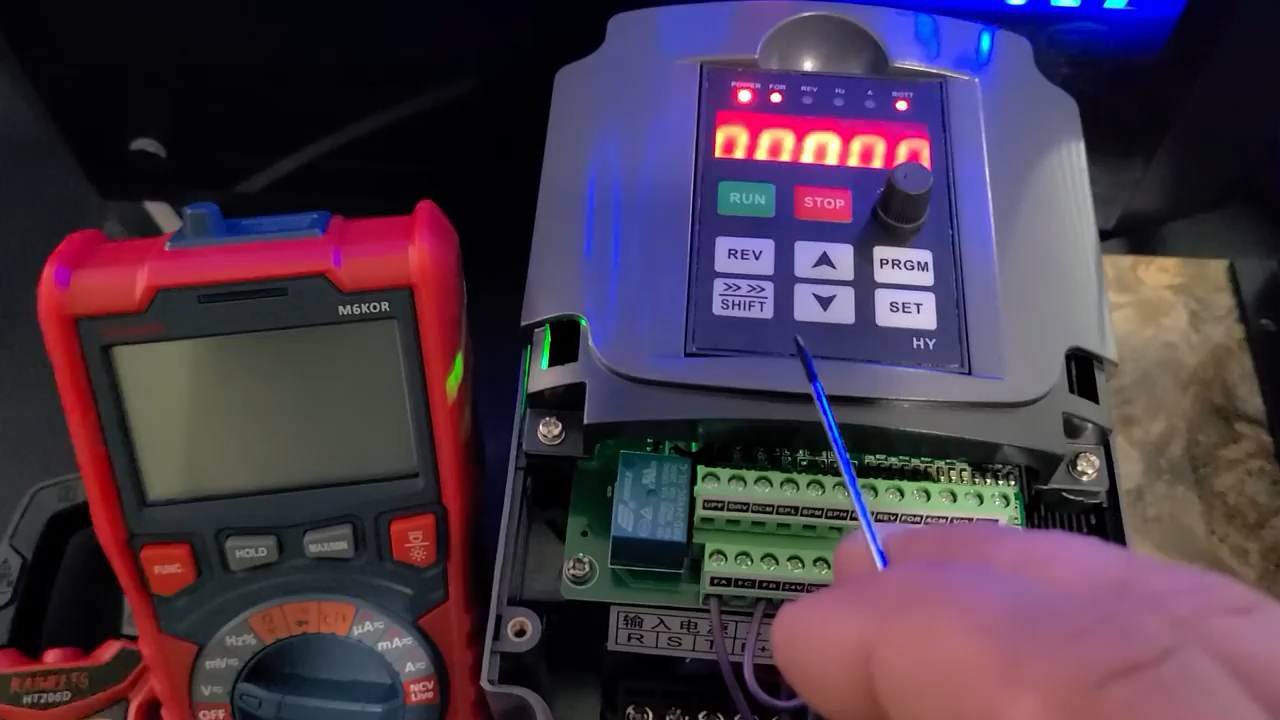 POWER FOR REV Hz A ROTT
00000
RUN STOP
REV PRGM
SHIFT SET
HY
M6KOR
FUNC. HOLD MAX/MIN
Hz%
mV
V
OFF
µA
mA
A
NCV
Live
HT206D
UPF DRV DCM SPL SPM SPH REV FOR ACM
FA FC FB 24V
输入电源
R S T